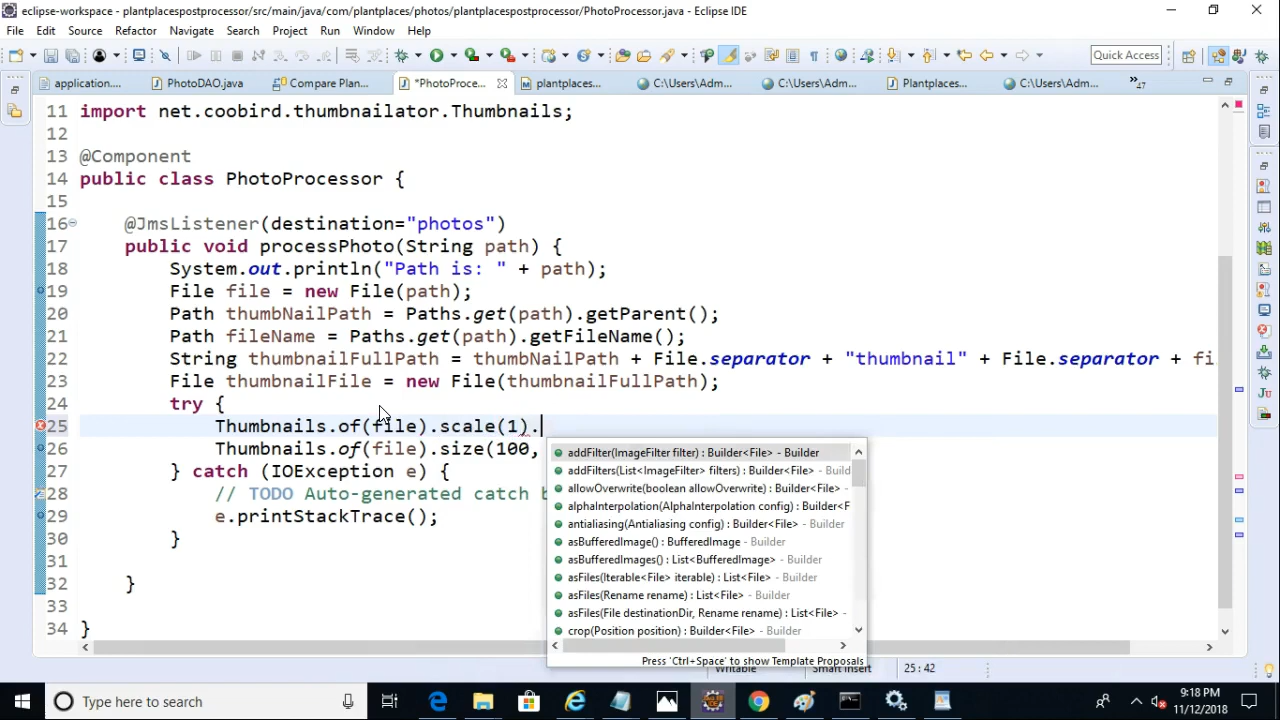 eclipse-workspace - plantplacespostprocessor/src/main/java/com/plantplaces/photos/plantplacespostprocessor/PhotoProcessor.java - Eclipse IDE
File Edit Source Refactor Navigate Search Project Run Window Help
Quick Access
application.... PhotoDAO.java Compare Plan... *PhotoProce... plantplaces... C:\Users\Adm... C:\Users\Adm... Plantplaces... C:\Users\Adm... »47
11 import net.coobird.thumbnailator.Thumbnails;
12
13 @Component
14 public class PhotoProcessor {
15
16 @JmsListener(destination="photos")
17 public void processPhoto(String path) {
18 System.out.println("Path is: " + path);
19 File file = new File(path);
20 Path thumbNailPath = Paths.get(path).getParent();
21 Path fileName = Paths.get(path).getFileName();
22 String thumbnailFullPath = thumbNailPath + File.separator + "thumbnail" + File.separator + fi
23 File thumbnailFile = new File(thumbnailFullPath);
24 try {
25 Thumbnails.of(file).scale(1).
26 Thumbnails.of(file).size(100,
27 } catch (IOException e) {
28 // TODO Auto-generated catch b
29 e.printStackTrace();
30 }
31
32 }
33
34 }
addFilter(ImageFilter filter) : Builder<File> - Builder
addFilters(List<ImageFilter> filters) : Builder<File> - Build
allowOverwrite(boolean allowOverwrite) : Builder<File> -
alphaInterpolation(AlphaInterpolation config) : Builder<F
antialiasing(Antialiasing config) : Builder<File> - Builder
asBufferedImage() : BufferedImage - Builder
asBufferedImages() : List<BufferedImage> - Builder
asFiles(Iterable<File> iterable) : List<File> - Builder
asFiles(Rename rename) : List<File> - Builder
asFiles(File destinationDir, Rename rename) : List<File> -
crop(Position position) : Builder<File> - Builder
Press 'Ctrl+Space' to show Template Proposals
Writable Smart Insert 25 : 42
Type here to search
9:18 PM
11/12/2018